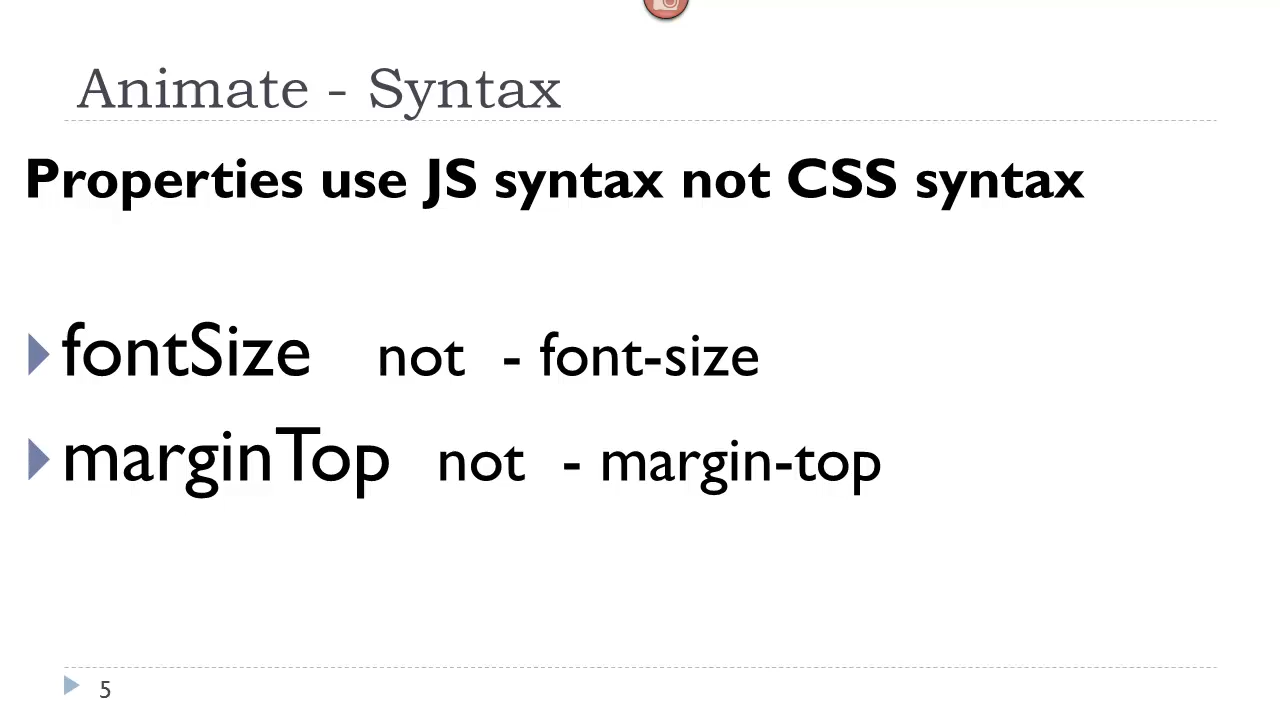 Animate - Syntax
Properties use JS syntax not CSS syntax
fontSize not - font-size
marginTop not - margin-top
5